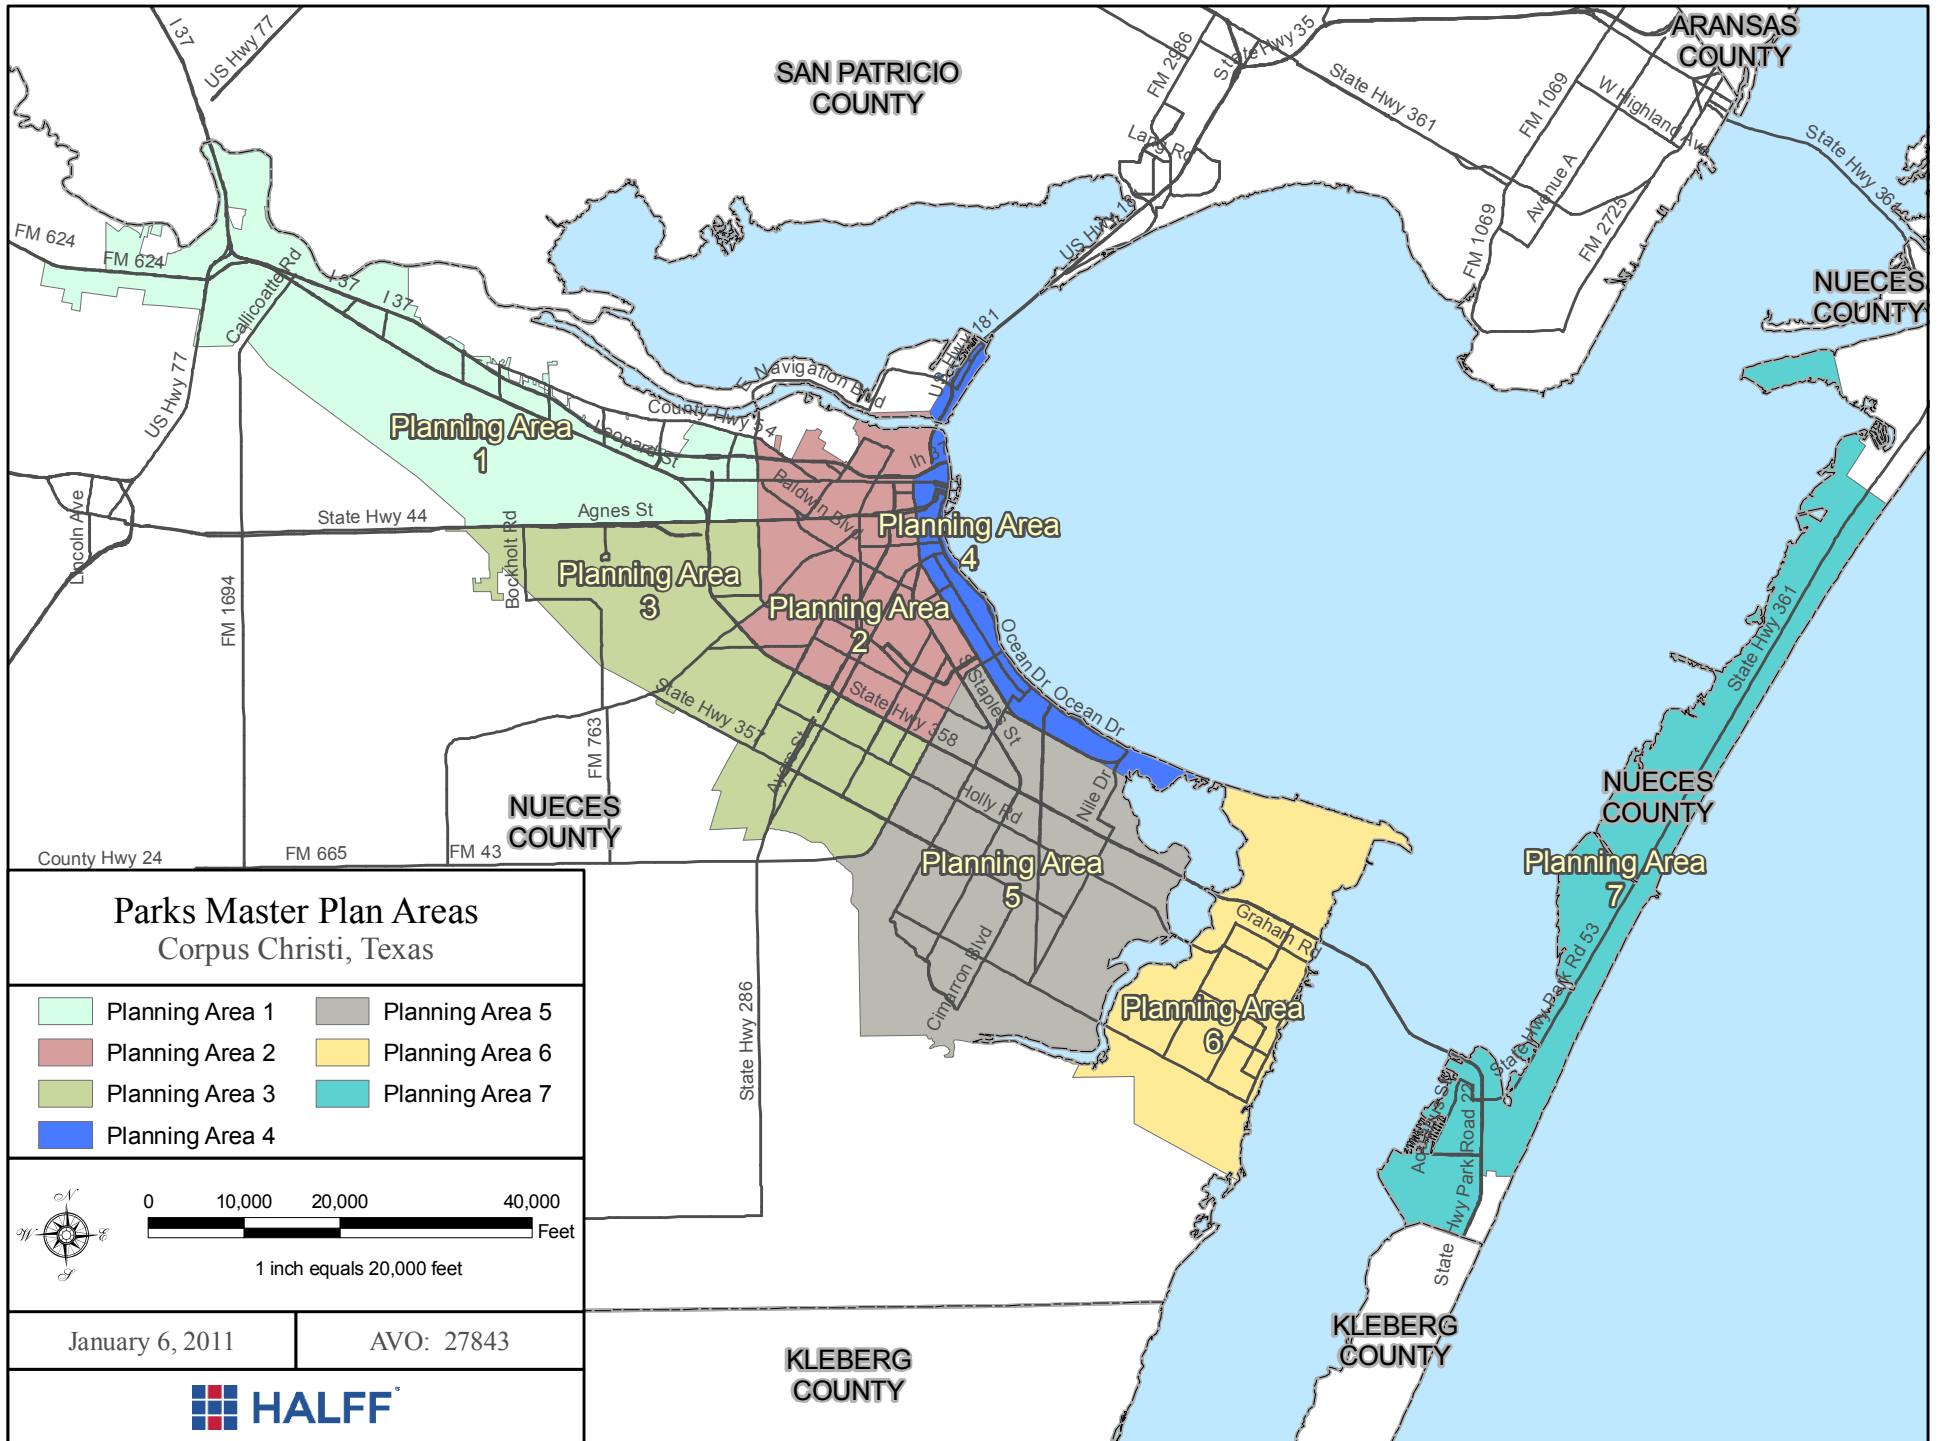 I 37
US Hwy 77
SAN PATRICIO
COUNTY
FM 2986
State Hwy 35
ARANSAS
COUNTY
State Hwy 361
FM 1069
W Highland Ave
Lang Rd
State Hwy 361
Avenue A
FM 624
FM 624
Callicoatte Rd
I 37
I 37
US Hwy 181
FM 1069
FM 2725
NUECES
COUNTY
US Hwy 181
US Hwy 77
E Navigation Blvd
County Hwy 54
Leopard St
Planning Area
1
Ih 37
Baldwin Blvd
Lincoln Ave
State Hwy 44
Agnes St
Bockholt Rd
Planning Area
4
Planning Area
3
Planning Area
2
FM 1694
Ocean Dr
Ocean Dr
S Staples St
State Hwy 361
State Hwy 357
State Hwy 358
FM 763
Ayers St
Holly Rd
Nile Dr
NUECES
COUNTY
NUECES
COUNTY
County Hwy 24
FM 665
FM 43
Planning Area
5
Planning Area
7
Graham Rd
Cimarron Blvd
State Hwy 286
Planning Area
6
State Hwy Park Rd 53
State Hwy Park Road 22
KLEBERG
COUNTY
KLEBERG
COUNTY
Parks Master Plan Areas
Corpus Christi, Texas
Planning Area 1
Planning Area 2
Planning Area 3
Planning Area 4
Planning Area 5
Planning Area 6
Planning Area 7
N
W
E
S
0 10,000 20,000 40,000
Feet
1 inch equals 20,000 feet
January 6, 2011
AVO: 27843
HALFF